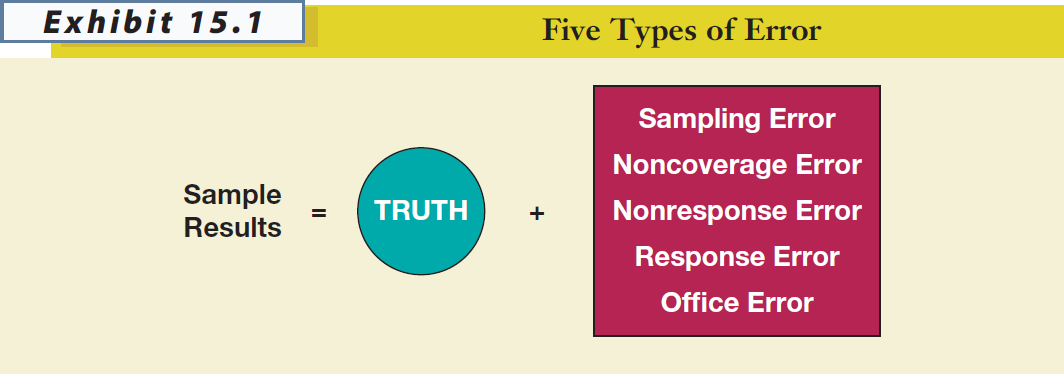 Exhibit 15.1
Five Types of Error
Sample
Results
=
TRUTH
+
Sampling Error
Noncoverage Error
Nonresponse Error
Response Error
Office Error